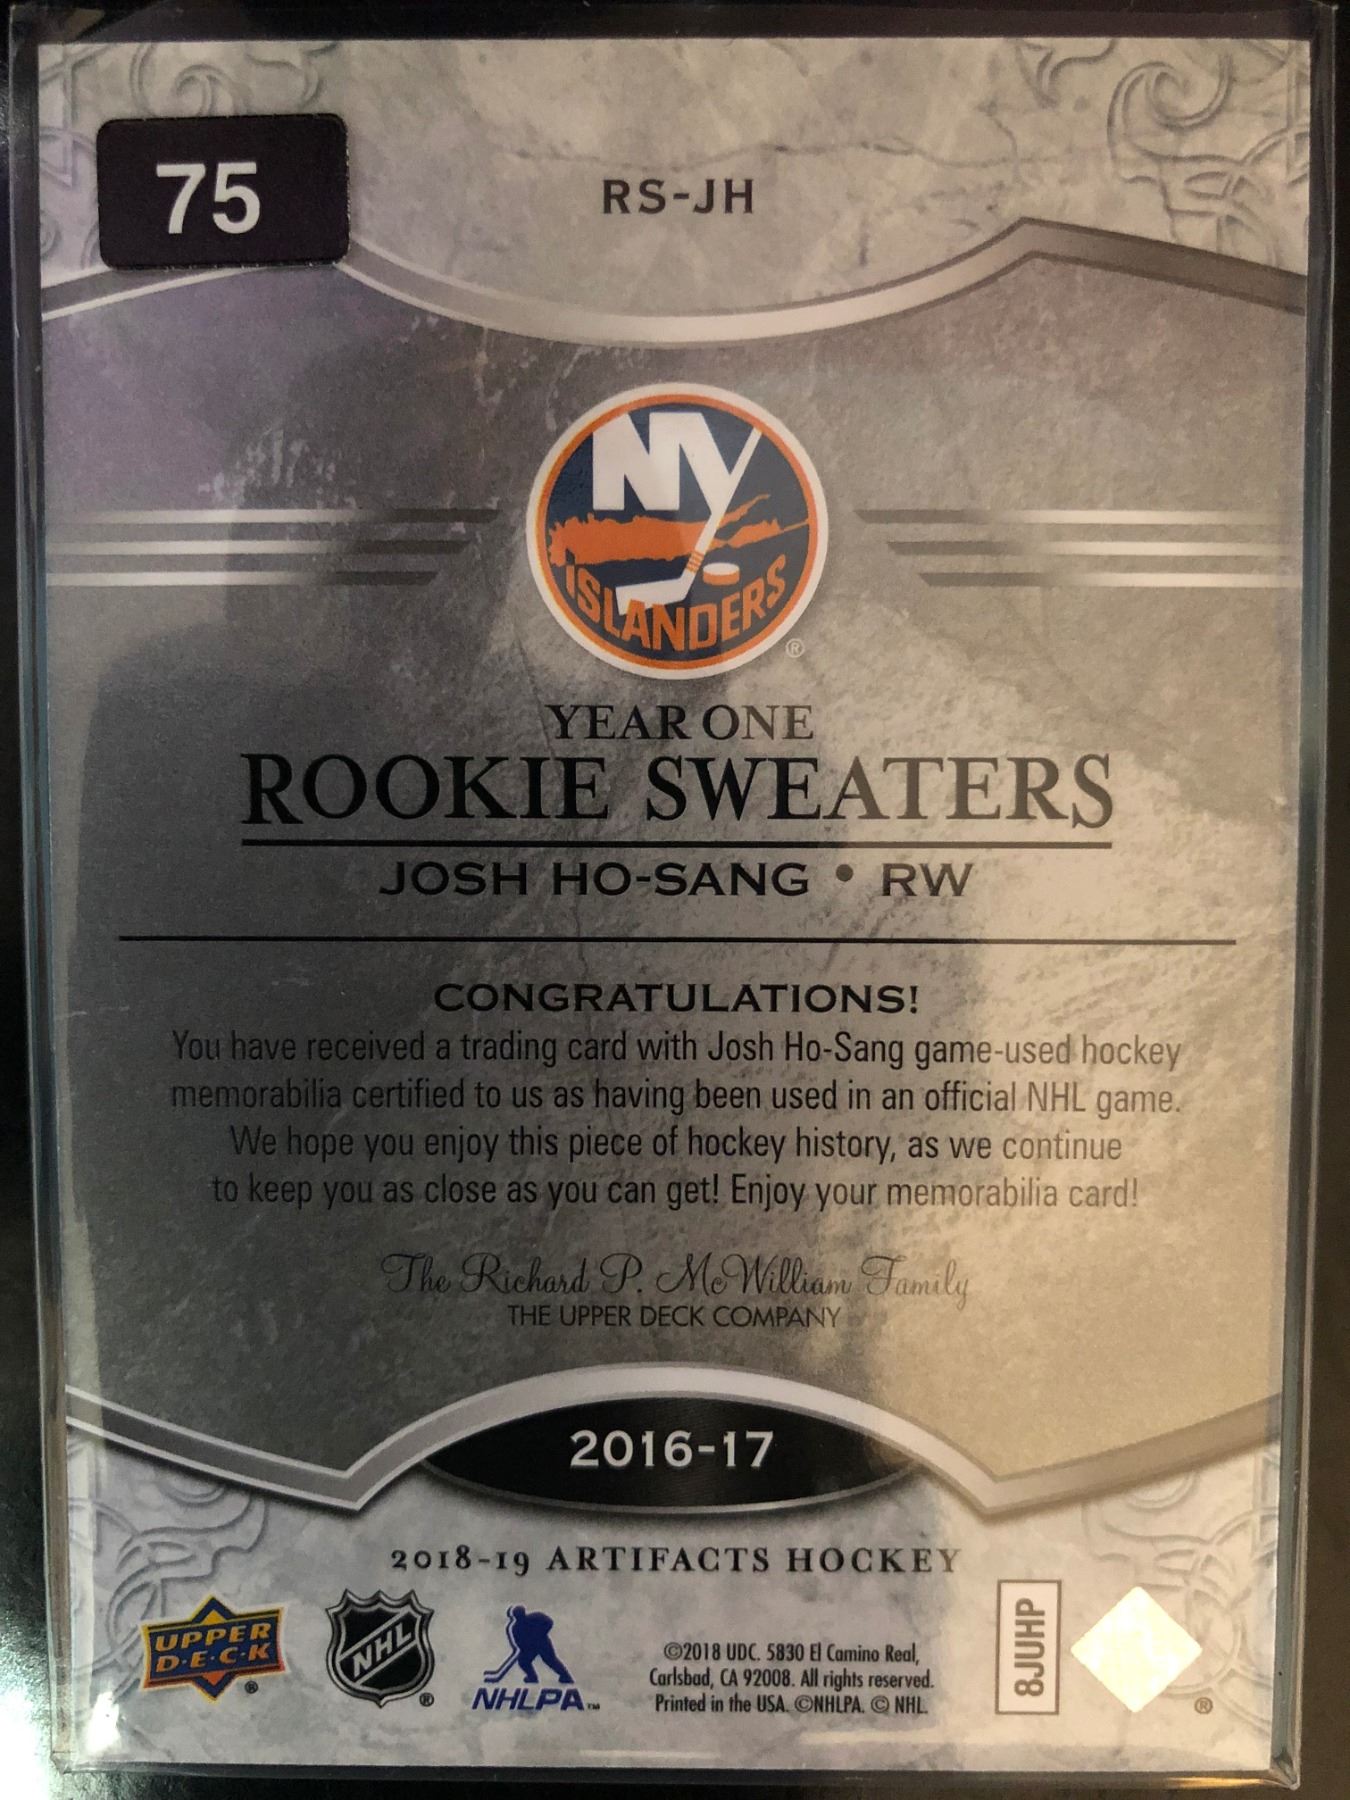 75
RS-JH
NY
ISLANDERS
®
YEAR ONE
ROOKIE SWEATERS
JOSH HO-SANG • RW
CONGRATULATIONS!
You have received a trading card with Josh Ho-Sang game-used hockey
memorabilia certified to us as having been used in an official NHL game.
We hope you enjoy this piece of hockey history, as we continue
to keep you as close as you can get! Enjoy your memorabilia card!
The Richard P. McWilliam Family
THE UPPER DECK COMPANY
2016-17
2018-19 ARTIFACTS HOCKEY
UPPER
D·E·C·K
®
NHL
®
NHLPA™
©2018 UDC. 5830 El Camino Real,
Carlsbad, CA 92008. All rights reserved.
Printed in the USA. ©NHLPA. © NHL.
8JUHP
®